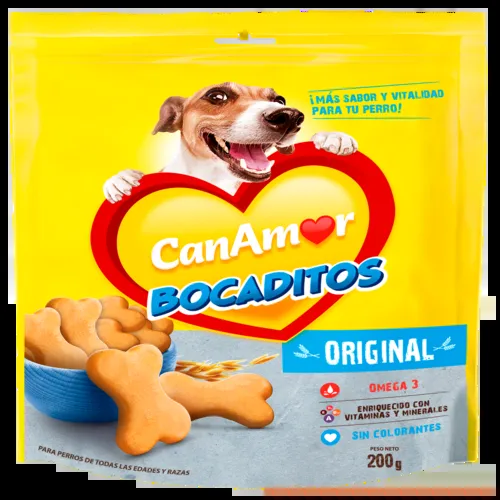 ¡MÁS SABOR Y VITALIDAD
PARA TU PERRO!
CanAmor
BOCADITOS
ORIGINAL
OMEGA 3
ENRIQUECIDO CON
VITAMINAS Y MINERALES
SIN COLORANTES
PESO NETO
200g
PARA PERROS DE TODAS LAS EDADES Y RAZAS